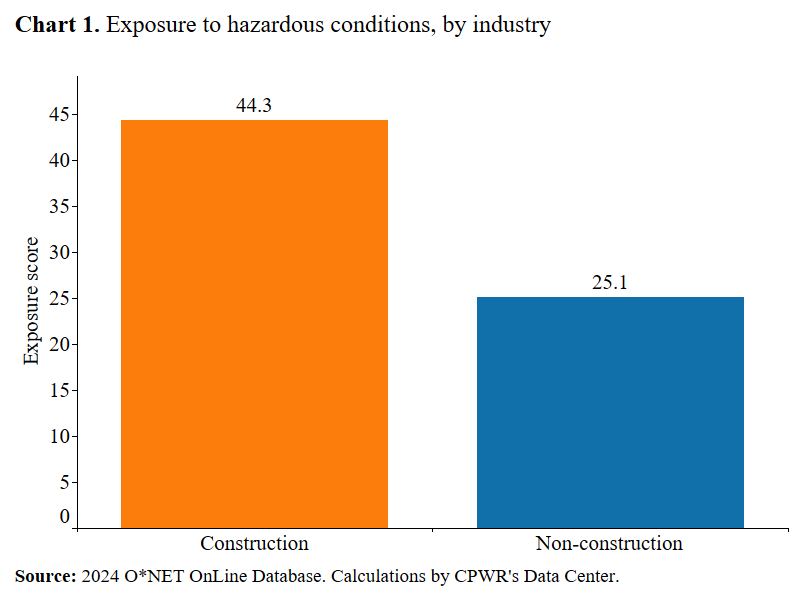 Chart 1. Exposure to hazardous conditions, by industry
Exposure score
45
40
35
30
25
20
15
10
5
0
44.3
25.1
Construction
Non-construction
Source: 2024 O*NET OnLine Database. Calculations by CPWR's Data Center.